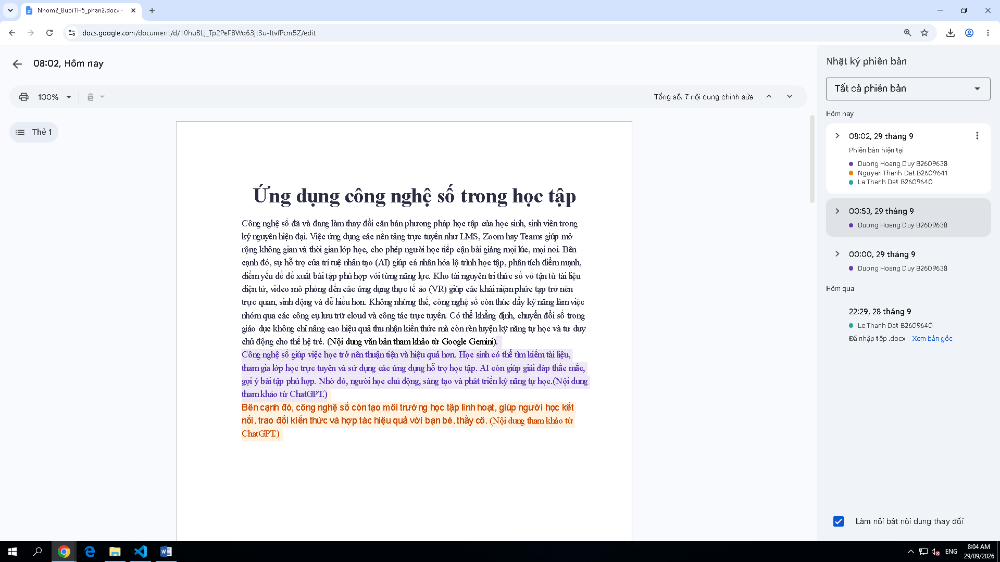 Nhom2_BuoiTH5_phan2.docx -
docs.google.com/document/d/10huBLj_Tp2PeF8Wq63jt3u-ItvfPcm5Z/edit
08:02, Hôm nay
100%
Tổng số: 7 nội dung chỉnh sửa
Thẻ 1
Ứng dụng công nghệ số trong học tập
Công nghệ số đã và đang làm thay đổi căn bản phương pháp học tập của học sinh, sinh viên trong
kỷ nguyên hiện đại. Việc ứng dụng các nền tảng trực tuyến như LMS, Zoom hay Teams giúp mở
rộng không gian và thời gian lớp học, cho phép người học tiếp cận bài giảng mọi lúc, mọi nơi. Bên
cạnh đó, sự hỗ trợ của trí tuệ nhân tạo (AI) giúp cá nhân hóa lộ trình học tập, phân tích điểm mạnh,
điểm yếu để đề xuất bài tập phù hợp với từng năng lực. Kho tài nguyên tri thức số vô tận từ tài liệu
điện tử, video mô phỏng đến các ứng dụng thực tế ảo (VR) giúp các khái niệm phức tạp trở nên
trực quan, sinh động và dễ hiểu hơn. Không những thế, công nghệ số còn thúc đẩy kỹ năng làm việc
nhóm qua các công cụ lưu trữ cloud và công tác trực tuyến. Có thể khẳng định, chuyển đổi số trong
giáo dục không chỉ nâng cao hiệu quả thu nhận kiến thức mà còn rèn luyện kỹ năng tự học và tư duy
chủ động cho thế hệ trẻ. (Nội dung văn bản tham khảo từ Google Gemini).
Công nghệ số giúp việc học trở nên thuận tiện và hiệu quả hơn. Học sinh có thể tìm kiếm tài liệu,
tham gia lớp học trực tuyến và sử dụng các ứng dụng hỗ trợ học tập. AI còn giúp giải đáp thắc mắc,
gợi ý bài tập phù hợp. Nhờ đó, người học chủ động, sáng tạo và phát triển kỹ năng tự học.(Nội dung
tham khảo từ ChatGPT.)
Bên cạnh đó, công nghệ số còn tạo môi trường học tập linh hoạt, giúp người học kết
nối, trao đổi kiến thức và hợp tác hiệu quả với bạn bè, thầy cô. (Nội dung tham khảo từ
ChatGPT.)
Nhật ký phiên bản
Tất cả phiên bản
Hôm nay
08:02, 29 tháng 9
Phiên bản hiện tại
Duong Hoang Duy B2609638
Nguyen Thanh Dat B2609641
Le Thanh Dat B2609640
00:53, 29 tháng 9
Duong Hoang Duy B2609638
00:00, 29 tháng 9
Duong Hoang Duy B2609638
Hôm qua
22:29, 28 tháng 9
Le Thanh Dat B2609640
Đã nhập tệp .docx Xem bản gốc
Làm nổi bật nội dung thay đổi
ENG
8:04 AM
29/09/2026